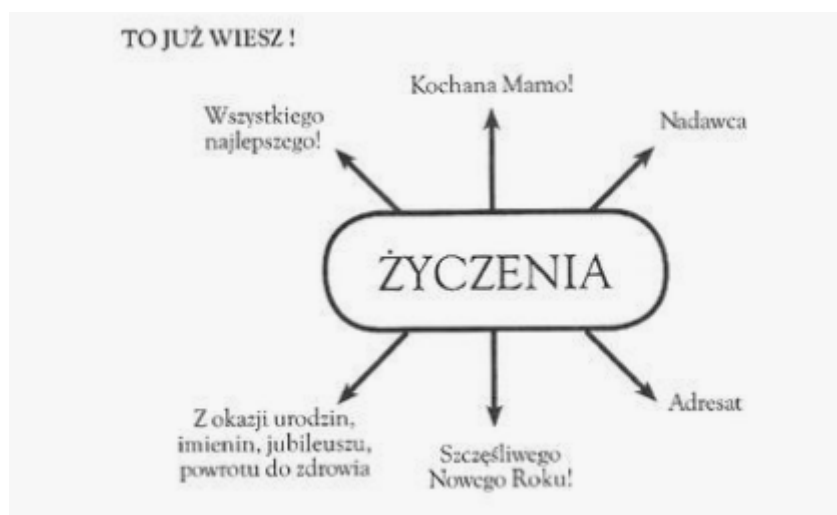 TO JUŻ WIESZ !
Kochana Mamo!
Wszystkiego
najlepszego!
Nadawca
ŻYCZENIA
Z okazji urodzin,
imienin, jubileuszu,
powrotu do zdrowia
Szczęśliwego
Nowego Roku!
Adresat